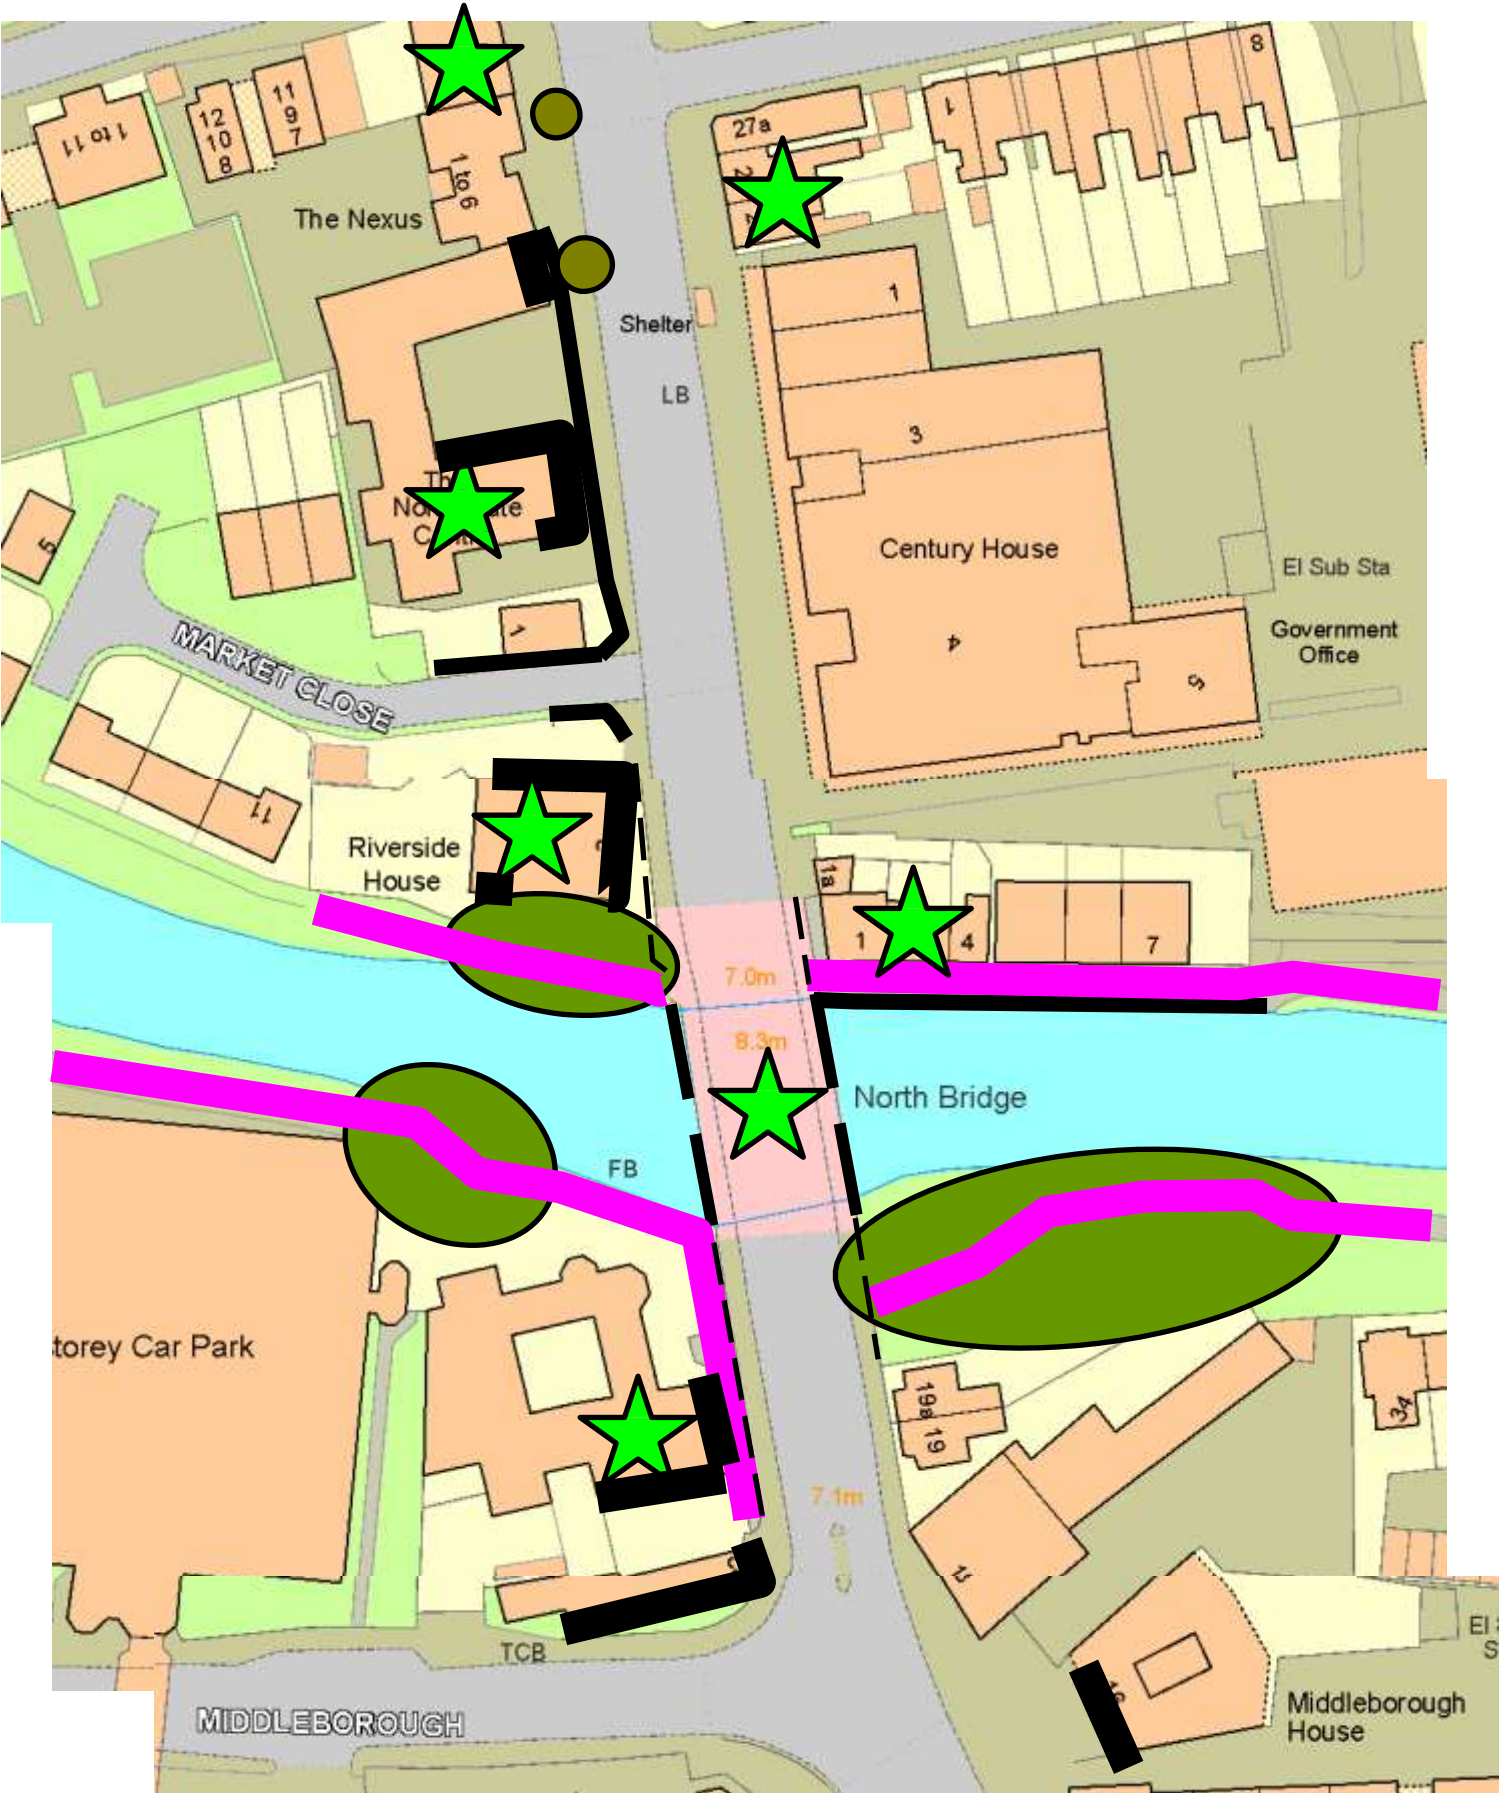 8
1
11
9
7
12
10
8
1 to 11
27a
1 to 6
The Nexus
1
Shelter
LB
3
Century House
El Sub Sta
5
Government
Office
1
4
5
MARKET CLOSE
11
Riverside
House
1a
1
4
7
7.0m
8.3m
North Bridge
FB
torey Car Park
19a
19
34
7.1m
TCB
MIDDLEBOROUGH
Middleborough
House